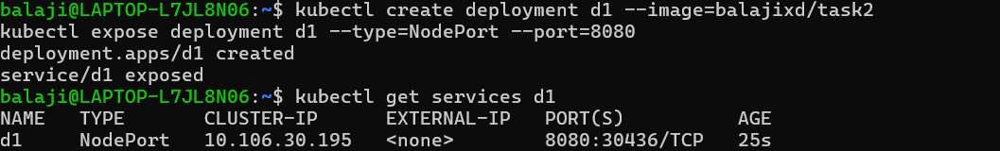 balaji@LAPTOP-L7JL8N06:~$ kubectl create deployment d1 --image=balajixd/task2
kubectl expose deployment d1 --type=NodePort --port=8080
deployment.apps/d1 created
service/d1 exposed
balaji@LAPTOP-L7JL8N06:~$ kubectl get services d1
NAME   TYPE       CLUSTER-IP      EXTERNAL-IP   PORT(S)          AGE
d1     NodePort   10.106.30.195   <none>        8080:30436/TCP   25s